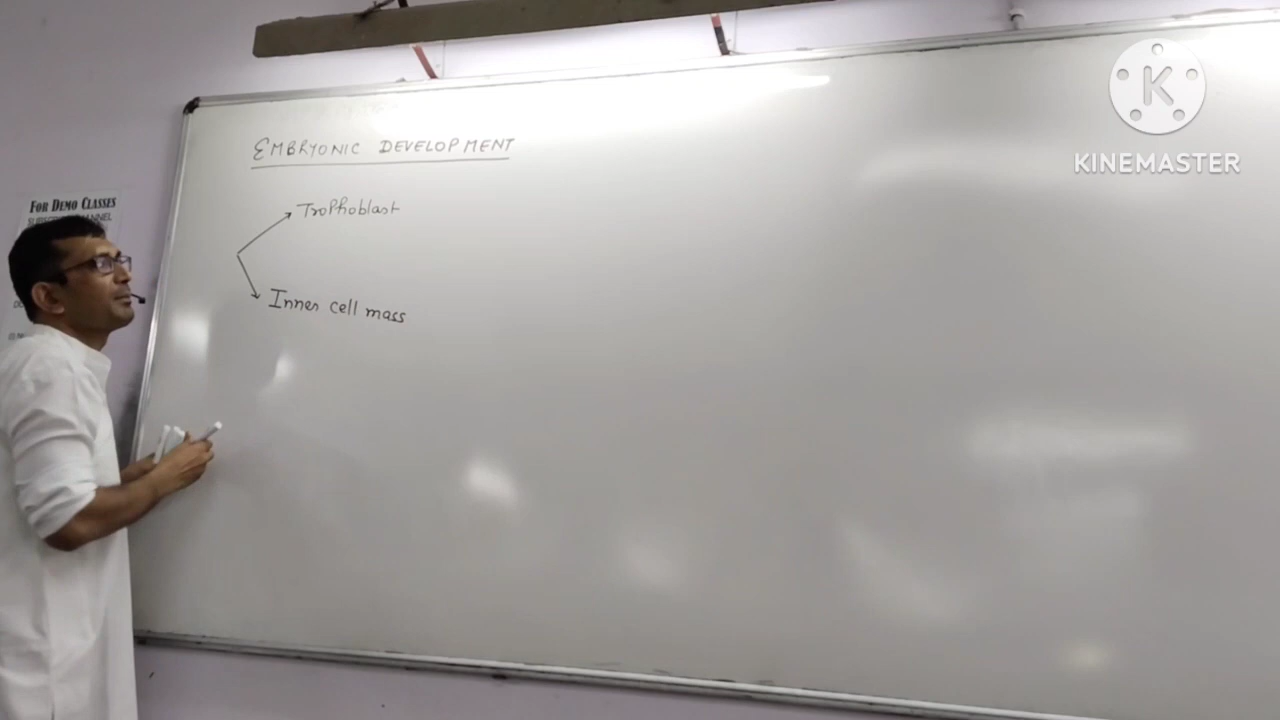 KINEMASTER
EMBRYONIC DEVELOPMENT
Trophoblast
Inner cell mass
FOR DEMO CLASSES